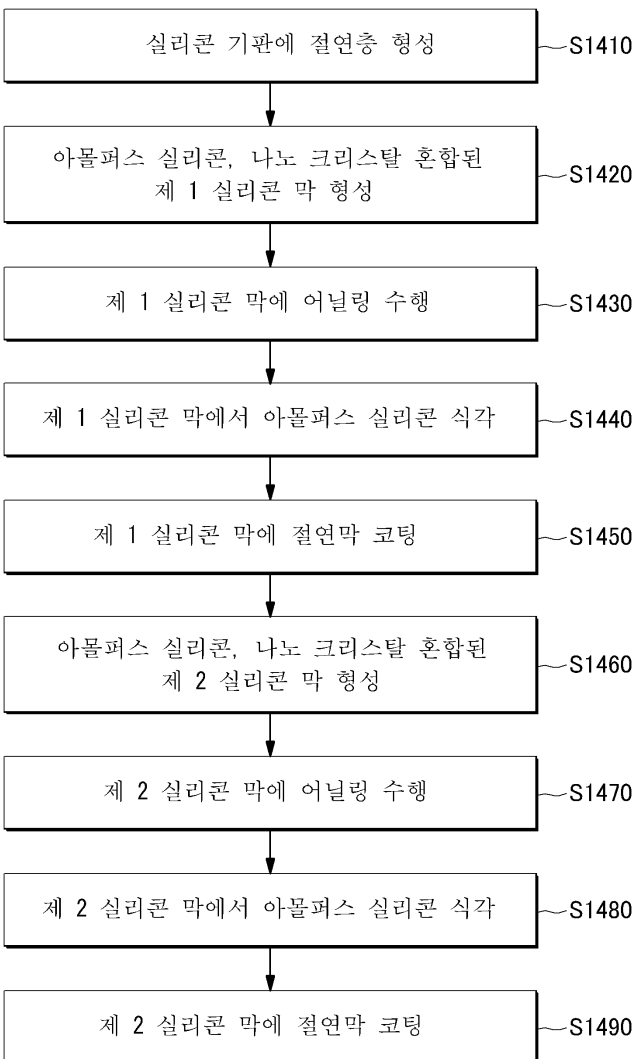 실리콘 기판에 절연층 형성
S1410
아몰퍼스 실리콘, 나노 크리스탈 혼합된
제 1 실리콘 막 형성
S1420
제 1 실리콘 막에 어닐링 수행
S1430
제 1 실리콘 막에서 아몰퍼스 실리콘 식각
S1440
제 1 실리콘 막에 절연막 코팅
S1450
아몰퍼스 실리콘, 나노 크리스탈 혼합된
제 2 실리콘 막 형성
S1460
제 2 실리콘 막에 어닐링 수행
S1470
제 2 실리콘 막에서 아몰퍼스 실리콘 식각
S1480
제 2 실리콘 막에 절연막 코팅
S1490